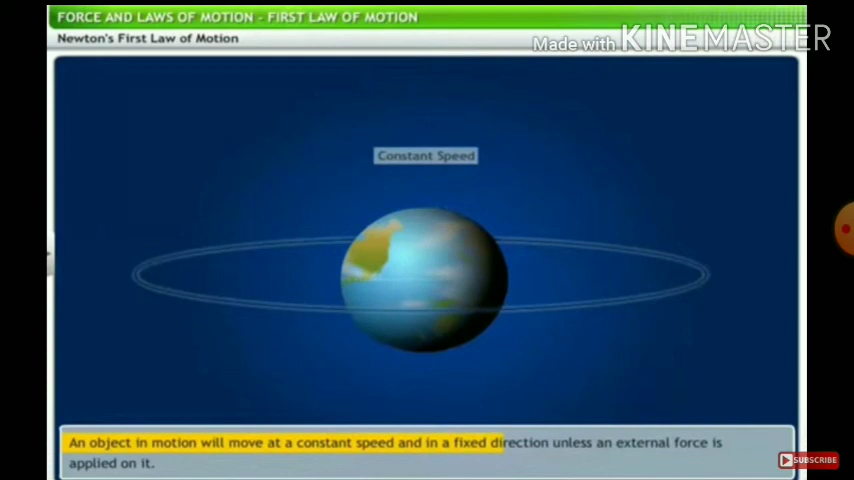 FORCE AND LAWS OF MOTION - FIRST LAW OF MOTION
Newton's First Law of Motion
Made with KINEMASTER
Constant Speed
An object in motion will move at a constant speed and in a fixed direction unless an external force is
applied on it.
SUBSCRIBE